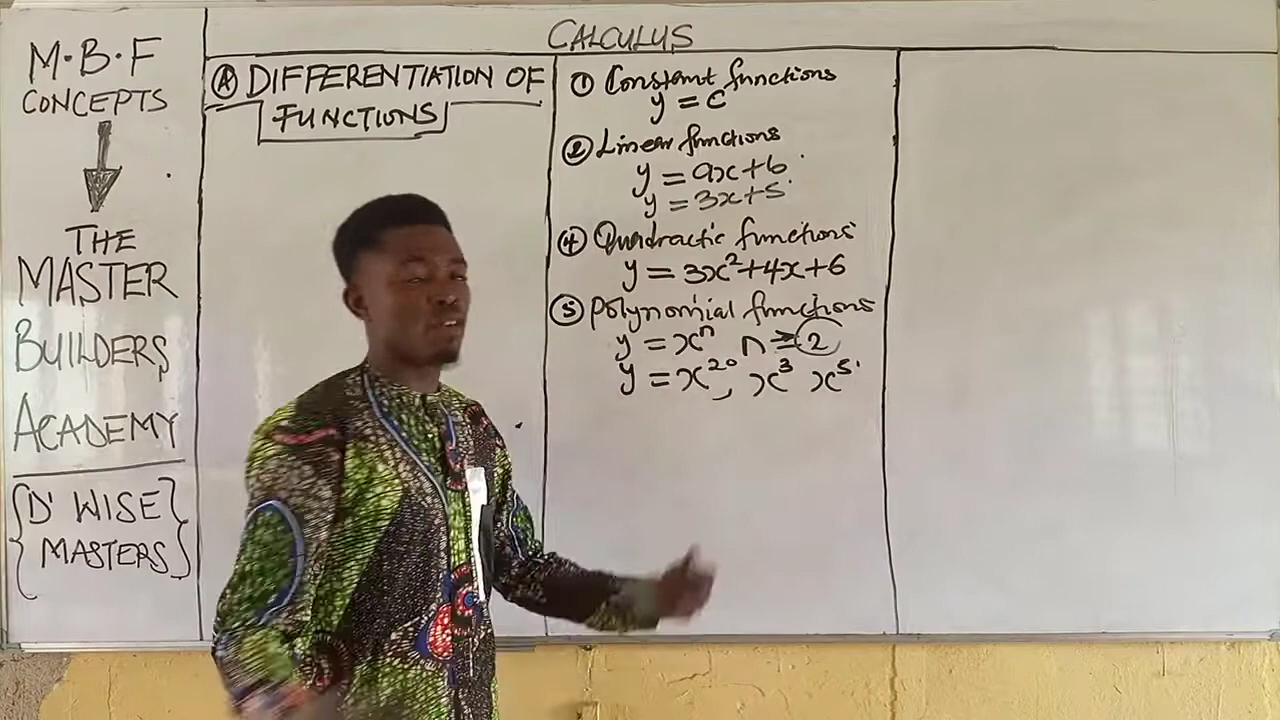 CALCULUS
M.B.F
CONCEPTS
THE
MASTER
BUILDERS
ACADEMY
{D' WISE}
{MASTERS}
Ⓐ DIFFERENTIATION OF
FUNCTIONS
① Constant functions
y = c
② Linear functions
y = ax+b
y = 3x+5
④ Quadractic functions
y = 3x²+4x+6
⑤ Polynomial functions
y = xⁿ n ≥ 2
y = x²⁰, x³ x⁵